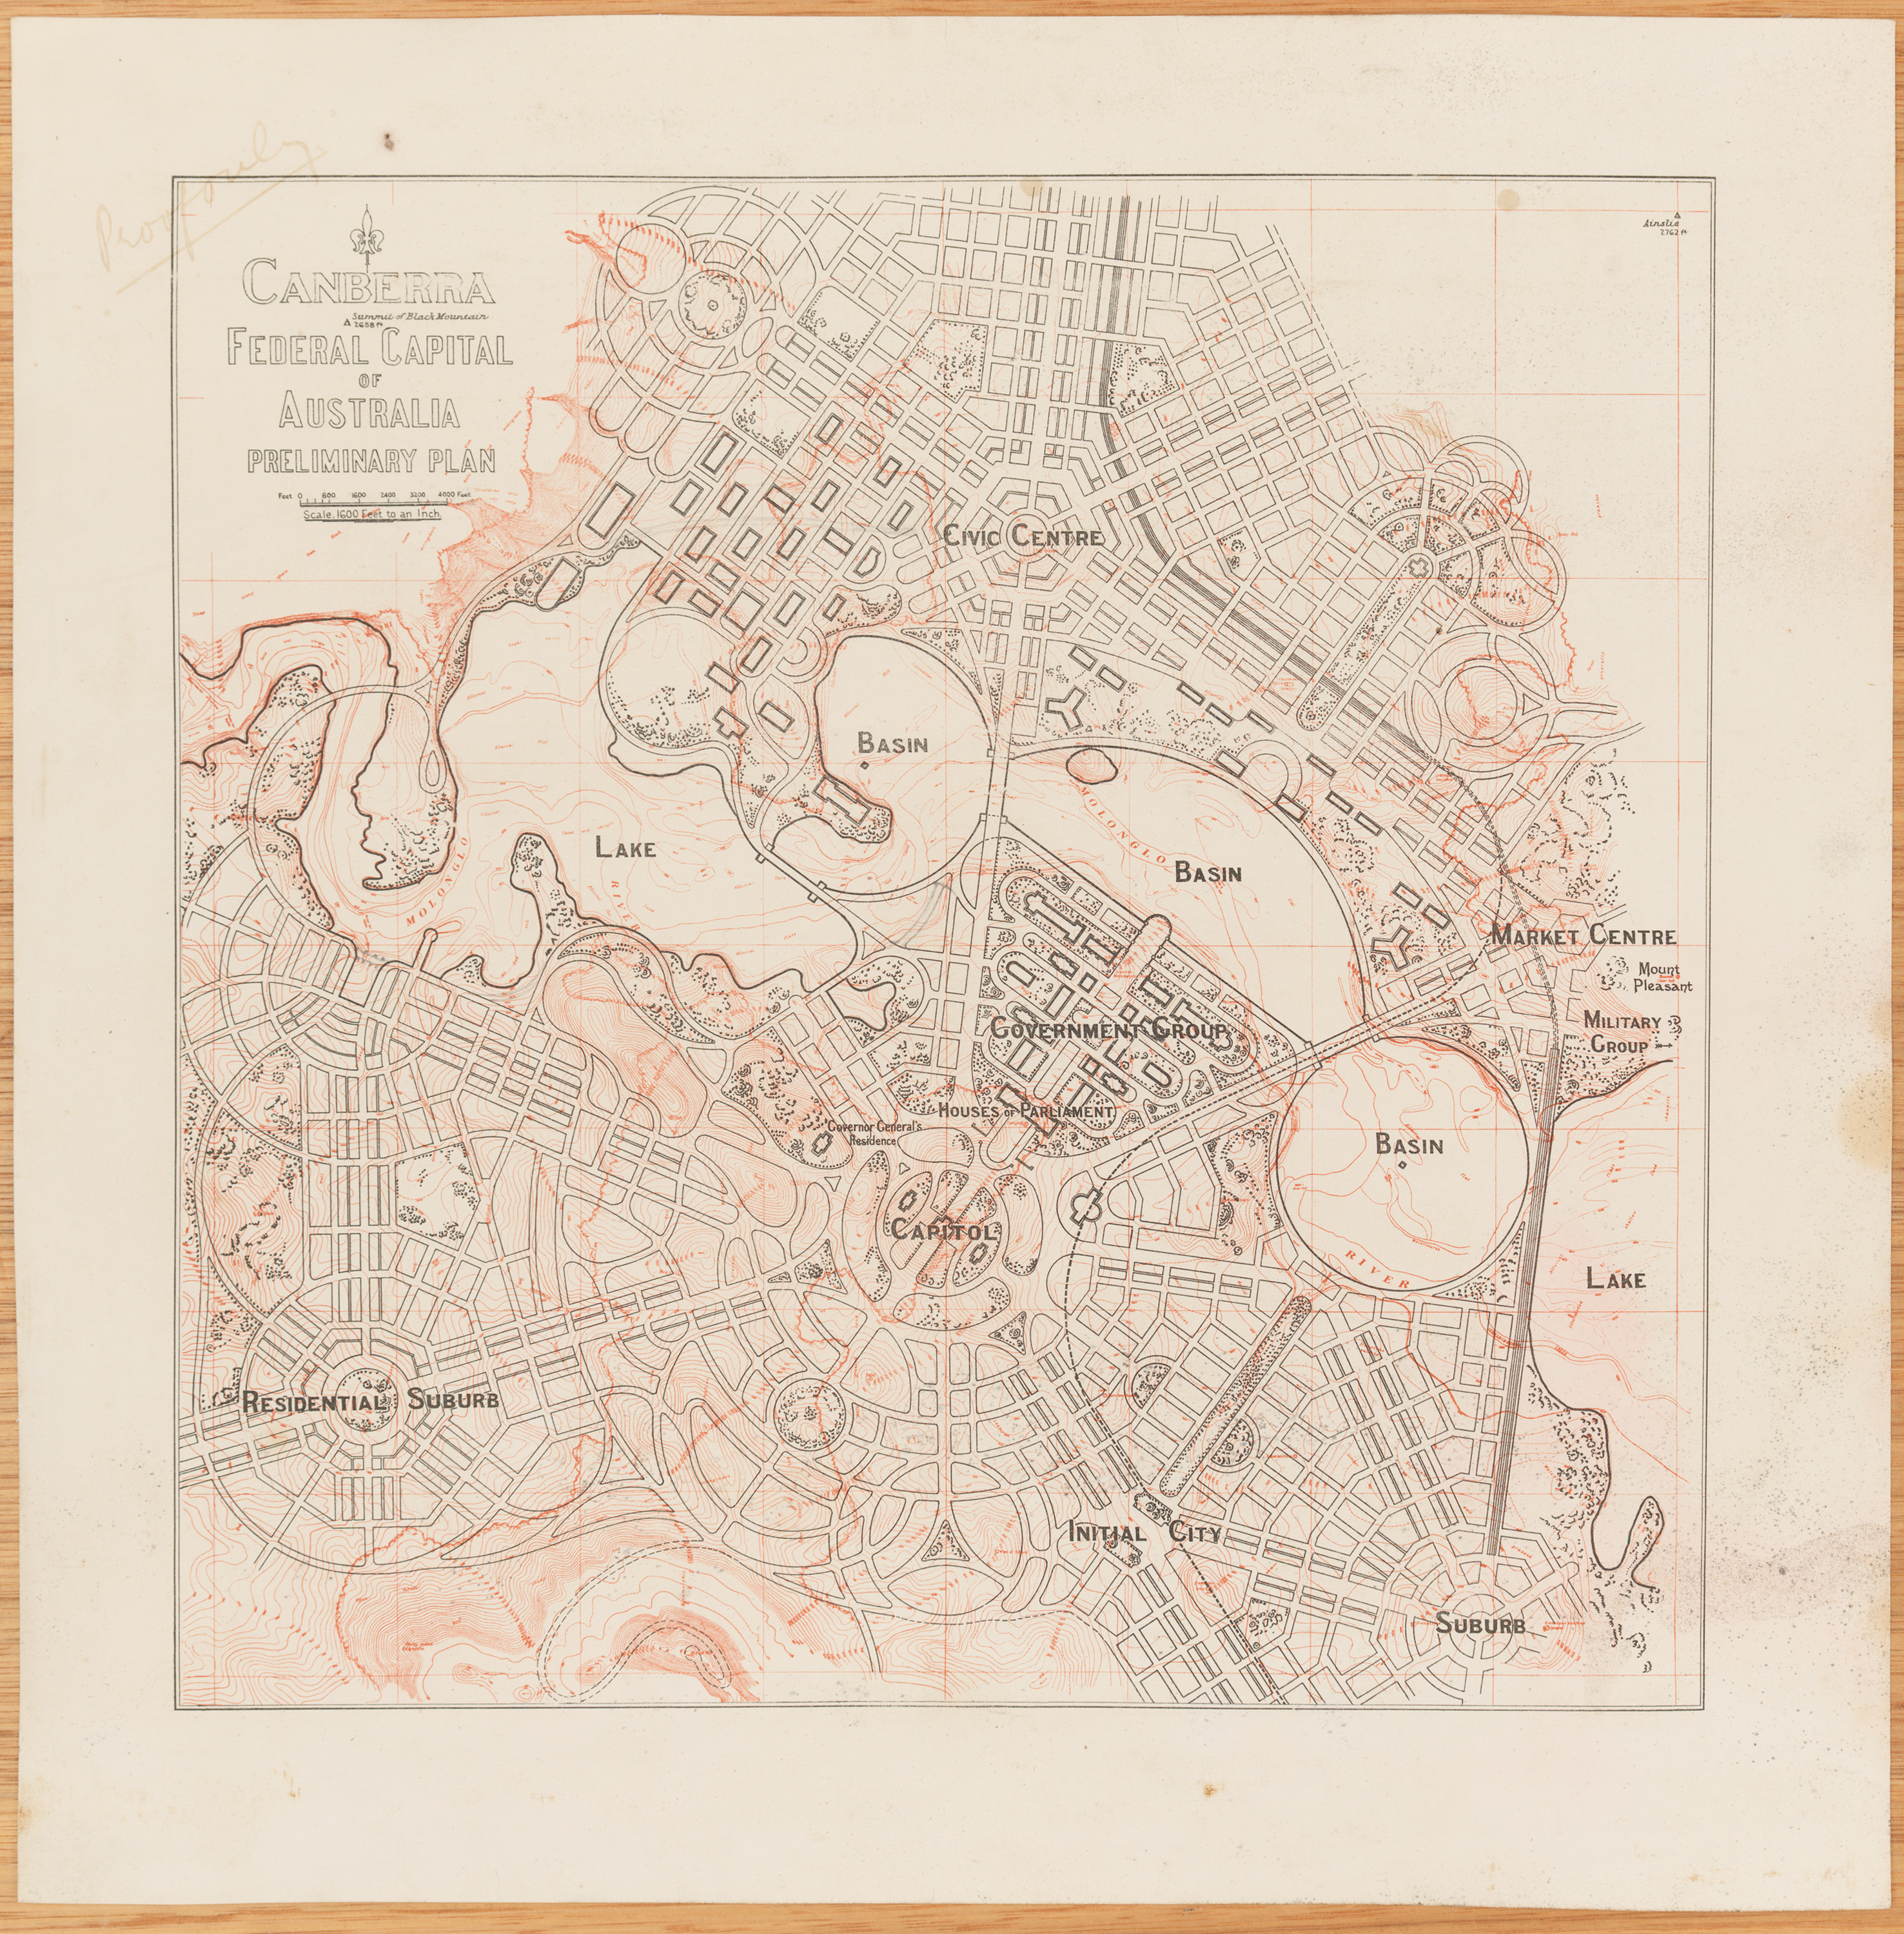 Proof only
CANBERRA
Summit of Black Mountain
2658 ft
FEDERAL CAPITAL
OF
AUSTRALIA
PRELIMINARY PLAN
Feet 0 800 1600 2400 3200 4000 Feet
Scale. 1600 Feet to an Inch.
Ainslie
2762 ft
CIVIC CENTRE
BASIN
LAKE
MOLONGLO
RIVER
MOLONGLO
BASIN
MARKET CENTRE
Mount
Pleasant
MILITARY
GROUP
GOVERNMENT GROUP
HOUSES OF PARLIAMENT
Governor General's
Residence
BASIN
CAPITOL
RIVER
LAKE
RESIDENTIAL SUBURB
INITIAL CITY
SUBURB